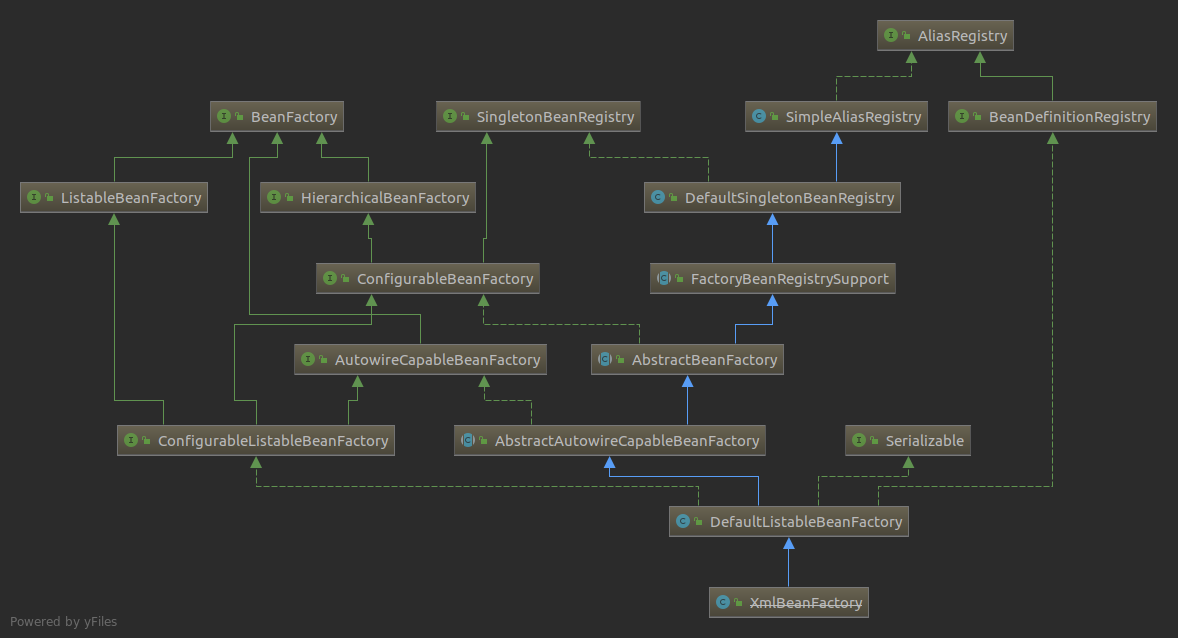 AliasRegistry
BeanFactory
SingletonBeanRegistry
SimpleAliasRegistry
BeanDefinitionRegistry
ListableBeanFactory
HierarchicalBeanFactory
DefaultSingletonBeanRegistry
ConfigurableBeanFactory
FactoryBeanRegistrySupport
AutowireCapableBeanFactory
AbstractBeanFactory
ConfigurableListableBeanFactory
AbstractAutowireCapableBeanFactory
Serializable
DefaultListableBeanFactory
XmlBeanFactory
Powered by yFiles